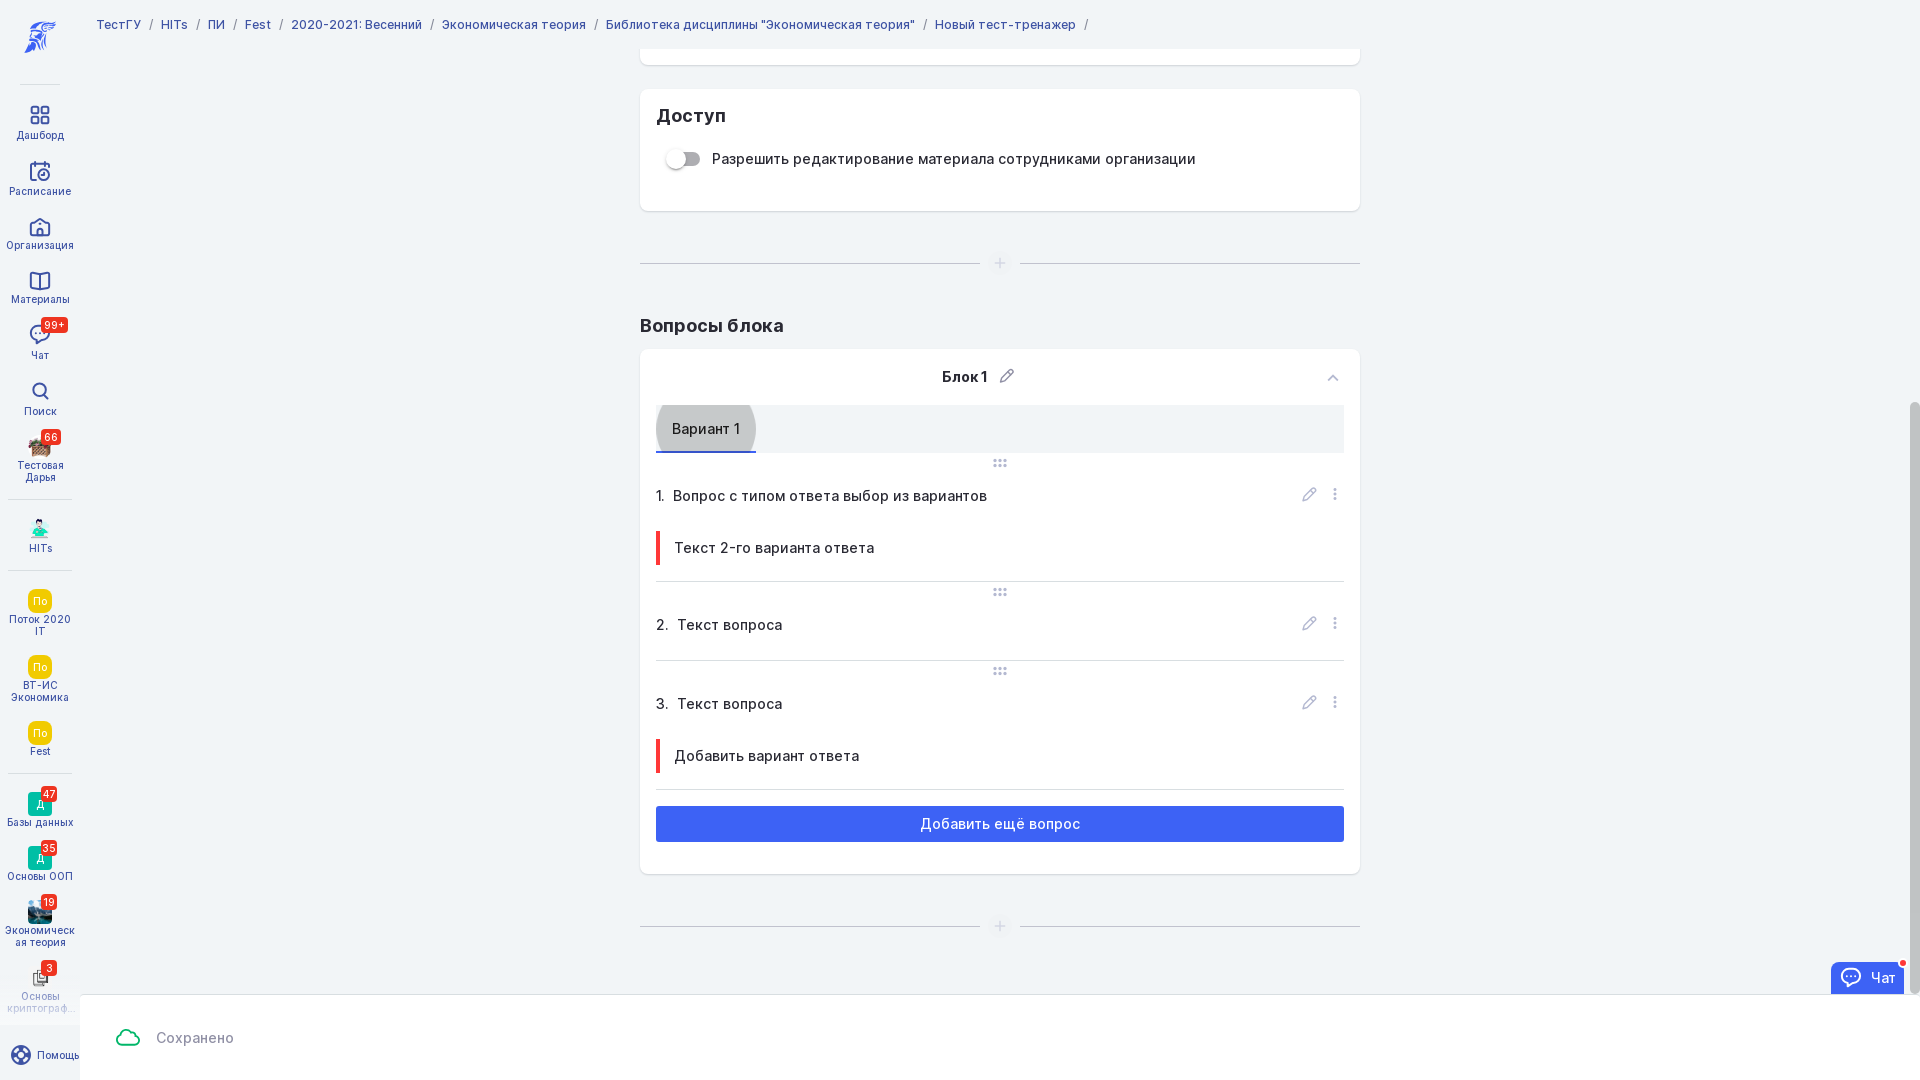 ТестГУ / HITs / ПИ / Fest / 2020-2021: Весенний / Экономическая теория / Библиотека дисциплины "Экономическая теория" / Новый тест-тренажер /
Дашборд
Расписание
Организация
Материалы
99+
Чат
Поиск
66
Тестовая
Дарья
HITs
По
Поток 2020
IT
По
ВТ-ИС
Экономика
По
Fest
47
Д
Базы данных
35
Д
Основы ООП
19
Экономическ
ая теория
3
Основы
криптограф...
Помощь
Доступ
Разрешить редактирование материала сотрудниками организации
Вопросы блока
Блок 1
Вариант 1
1. Вопрос с типом ответа выбор из вариантов
Текст 2-го варианта ответа
2. Текст вопроса
3. Текст вопроса
Добавить вариант ответа
Добавить ещё вопрос
Чат
Сохранено